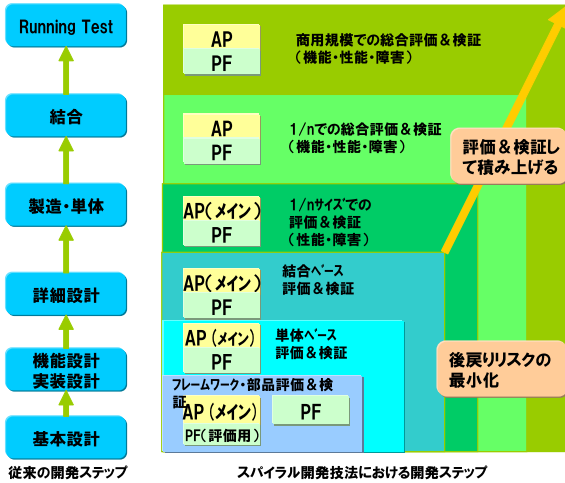 Running Test
結合
製造・単体
詳細設計
機能設計
実装設計
基本設計
従来の開発ステップ
AP
PF
商用規模での総合評価＆検証
（機能・性能・障害）
AP
PF
1/nでの総合評価＆検証
（機能・性能・障害）
評価＆検証し
て積み上げる
AP（メイン）
PF
1/nｻｲｽﾞでの
評価＆検証
（性能・障害）
AP（メイン）
PF
結合ﾍﾞｰｽ
評価＆検証
AP（メイン）
PF
単体ﾍﾞｰｽ
評価＆検証
後戻りリスクの
最小化
フレームワーク・部品評価＆検
証
AP（メイン）
PF（評価用）
PF
スパイラル開発技法における開発ステップ